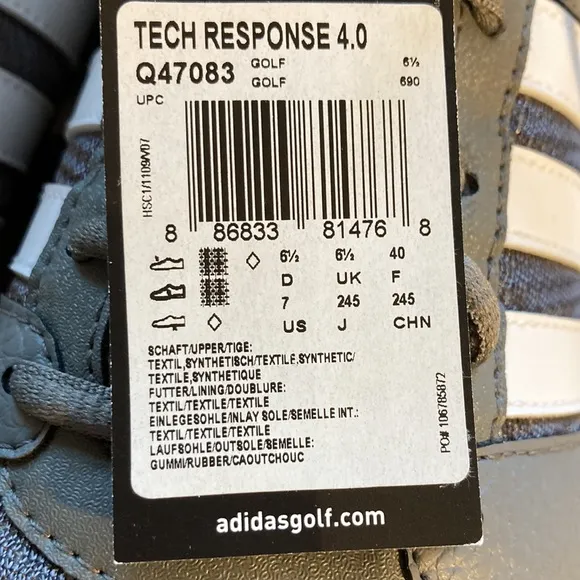 TECH RESPONSE 4.0
Q47083 GOLF 6½
GOLF 690
UPC
HSC1/1109W07
8 86833 81476 8
6½ 6½ 40
D UK F
7 245 245
US J CHN
SCHAFT/UPPER/TIGE:
TEXTIL,SYNTHETISCH/TEXTILE,SYNTHETIC/
TEXTILE,SYNTHETIQUE
FUTTER/LINING/DOUBLURE:
TEXTIL/TEXTILE/TEXTILE
EINLEGESOHLE/INLAY SOLE/SEMELLE INT.:
TEXTIL/TEXTILE/TEXTILE
LAUFSOHLE/OUTSOLE/SEMELLE:
GUMMI/RUBBER/CAOUTCHOUC
PO# 106785872
adidasgolf.com